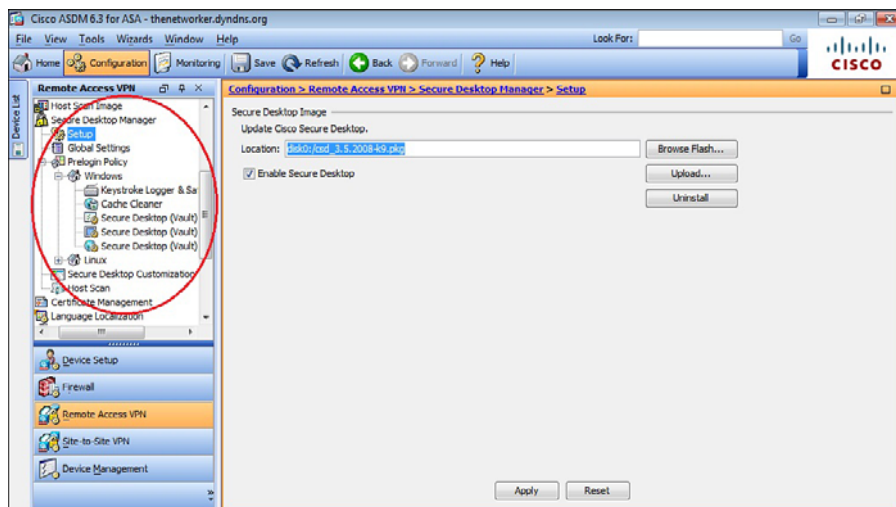 Cisco ASDM 6.3 for ASA - thenetworker.dyndns.org
File View Tools Wizards Window Help
Look For:
Go
Home Configuration Monitoring Save Refresh Back Forward Help
CISCO
Device List
Remote Access VPN
Host Scan Image
Secure Desktop Manager
Setup
Global Settings
Prelogin Policy
Windows
Keystroke Logger & Sa
Cache Cleaner
Secure Desktop (Vault)
Secure Desktop (Vault)
Secure Desktop (Vault)
Linux
Secure Desktop Customization
Host Scan
Certificate Management
Language Localization
Device Setup
Firewall
Remote Access VPN
Site-to-Site VPN
Device Management
Configuration > Remote Access VPN > Secure Desktop Manager > Setup
Secure Desktop Image
Update Cisco Secure Desktop.
Location: disk0:/csd_3.5.2008-k9.pkg
Browse Flash...
Enable Secure Desktop
Upload...
Uninstall
Apply
Reset